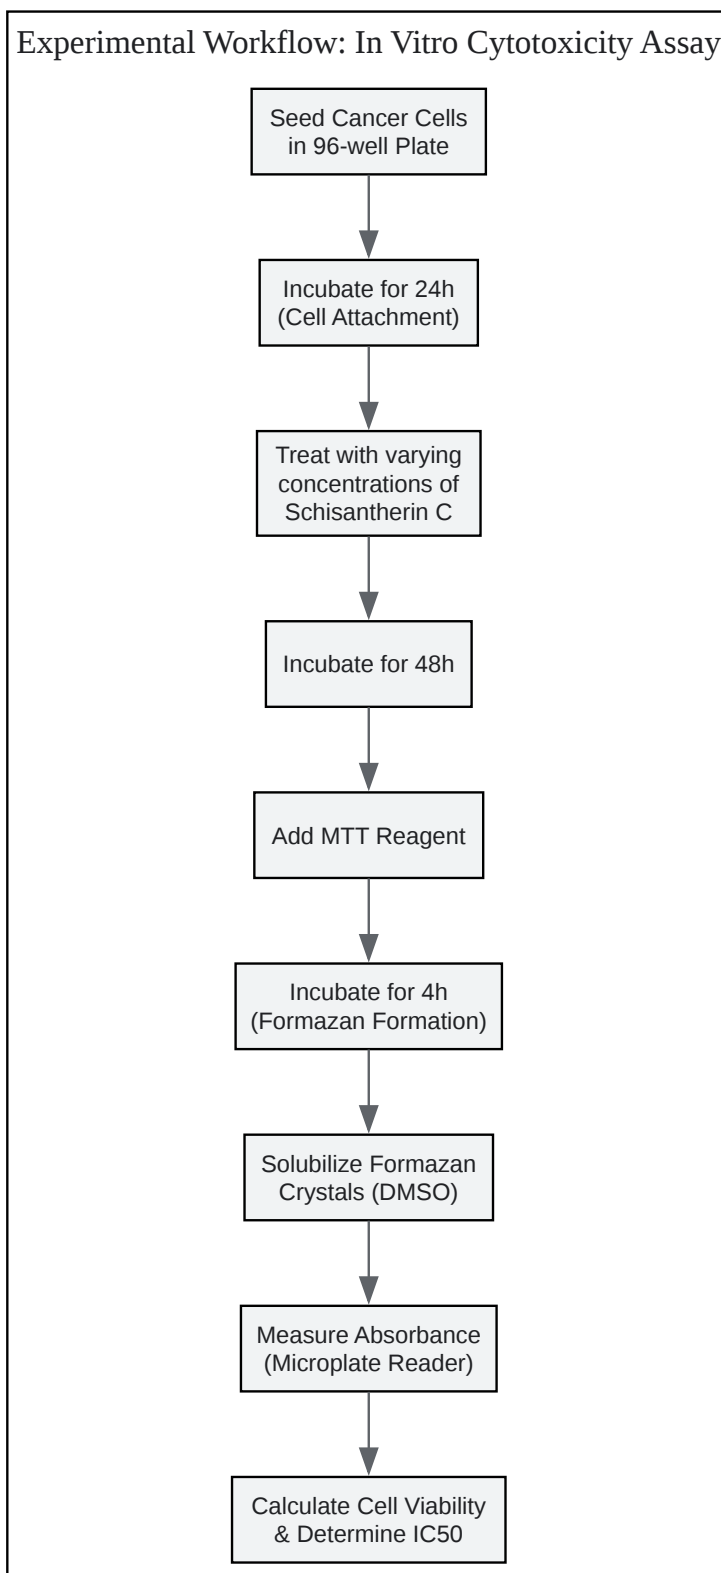 Experimental Workflow: In Vitro Cytotoxicity Assay
Seed Cancer Cells
in 96-well Plate
Incubate for 24h
(Cell Attachment)
Treat with varying
concentrations of
Schisantherin C
Incubate for 48h
Add MTT Reagent
Incubate for 4h
(Formazan Formation)
Solubilize Formazan
Crystals (DMSO)
Measure Absorbance
(Microplate Reader)
Calculate Cell Viability
& Determine IC50